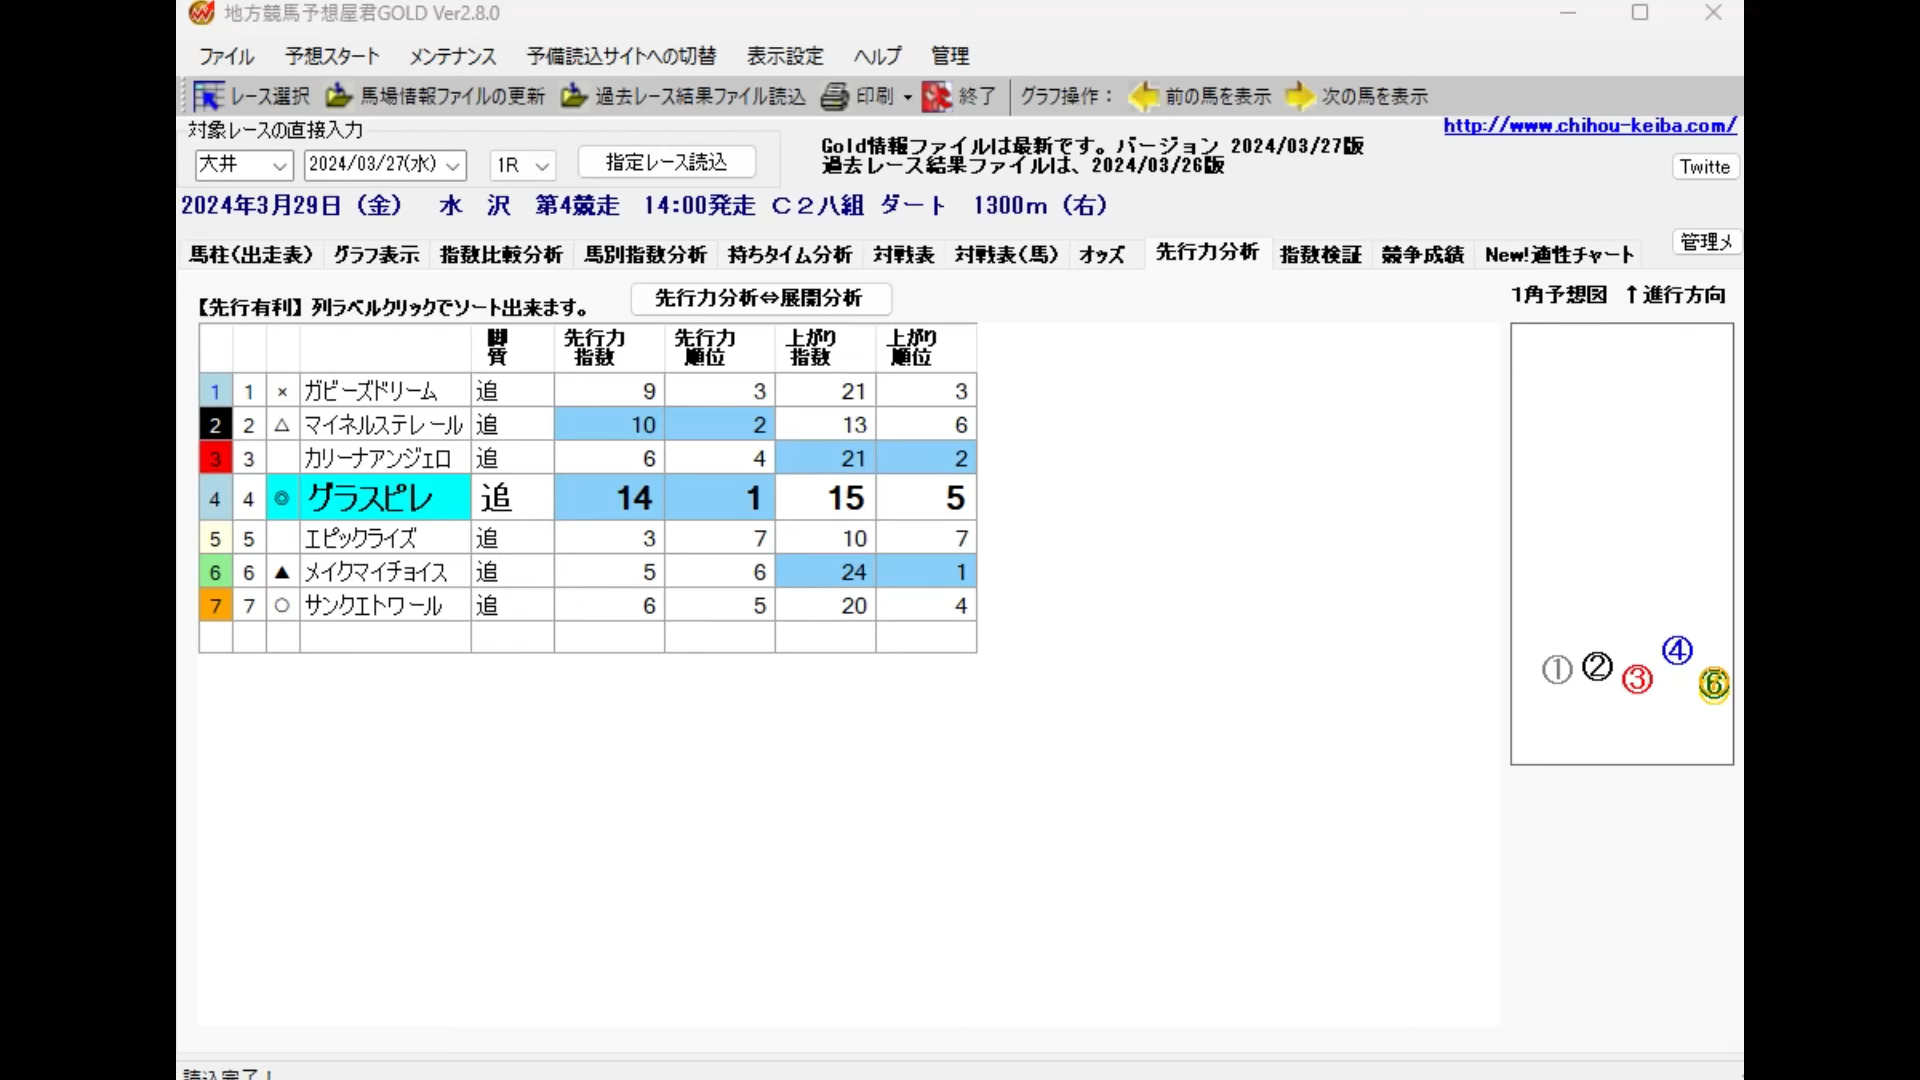 地方競馬予想屋君GOLD Ver2.8.0
ファイル 予想スタート メンテナンス 予備読込サイトへの切替 表示設定 ヘルプ 管理
レース選択 馬場情報ファイルの更新 過去レース結果ファイル読込 印刷 終了 グラフ操作： 前の馬を表示 次の馬を表示
対象レースの直接入力
http://www.chihou-keiba.com/
大井 2024/03/27(水) 1R 指定レース読込
Gold情報ファイルは最新です。バージョン 2024/03/27版
過去レース結果ファイルは、2024/03/26版
Twitte
2024年3月29日（金） 水 沢 第4競走 14:00発走 Ｃ２八組 ダート 1300m（右）
管理メ
馬柱(出走表) グラフ表示 指数比較分析 馬別指数分析 持ちタイム分析 対戦表 対戦表(馬) オッズ 先行力分析 指数検証 競争成績 New!適性チャート
【先行有利】列ラベルクリックでソート出来ます。 先行力分析⇔展開分析
1角予想図 ↑進行方向
脚質 先行力指数 先行力順位 上がり指数 上がり順位
1 1 × ガビーズドリーム 追 9 3 21 3
2 2 △ マイネルステレール 追 10 2 13 6
3 3 カリーナアンジェロ 追 6 4 21 2
4 4 ◎ グラスピレ 追 14 1 15 5
5 5 エピックライズ 追 3 7 10 7
6 6 ▲ メイクマイチョイス 追 5 6 24 1
7 7 ○ サンクエトワール 追 6 5 20 4
① ② ③ ④ ⑥
読込完了！